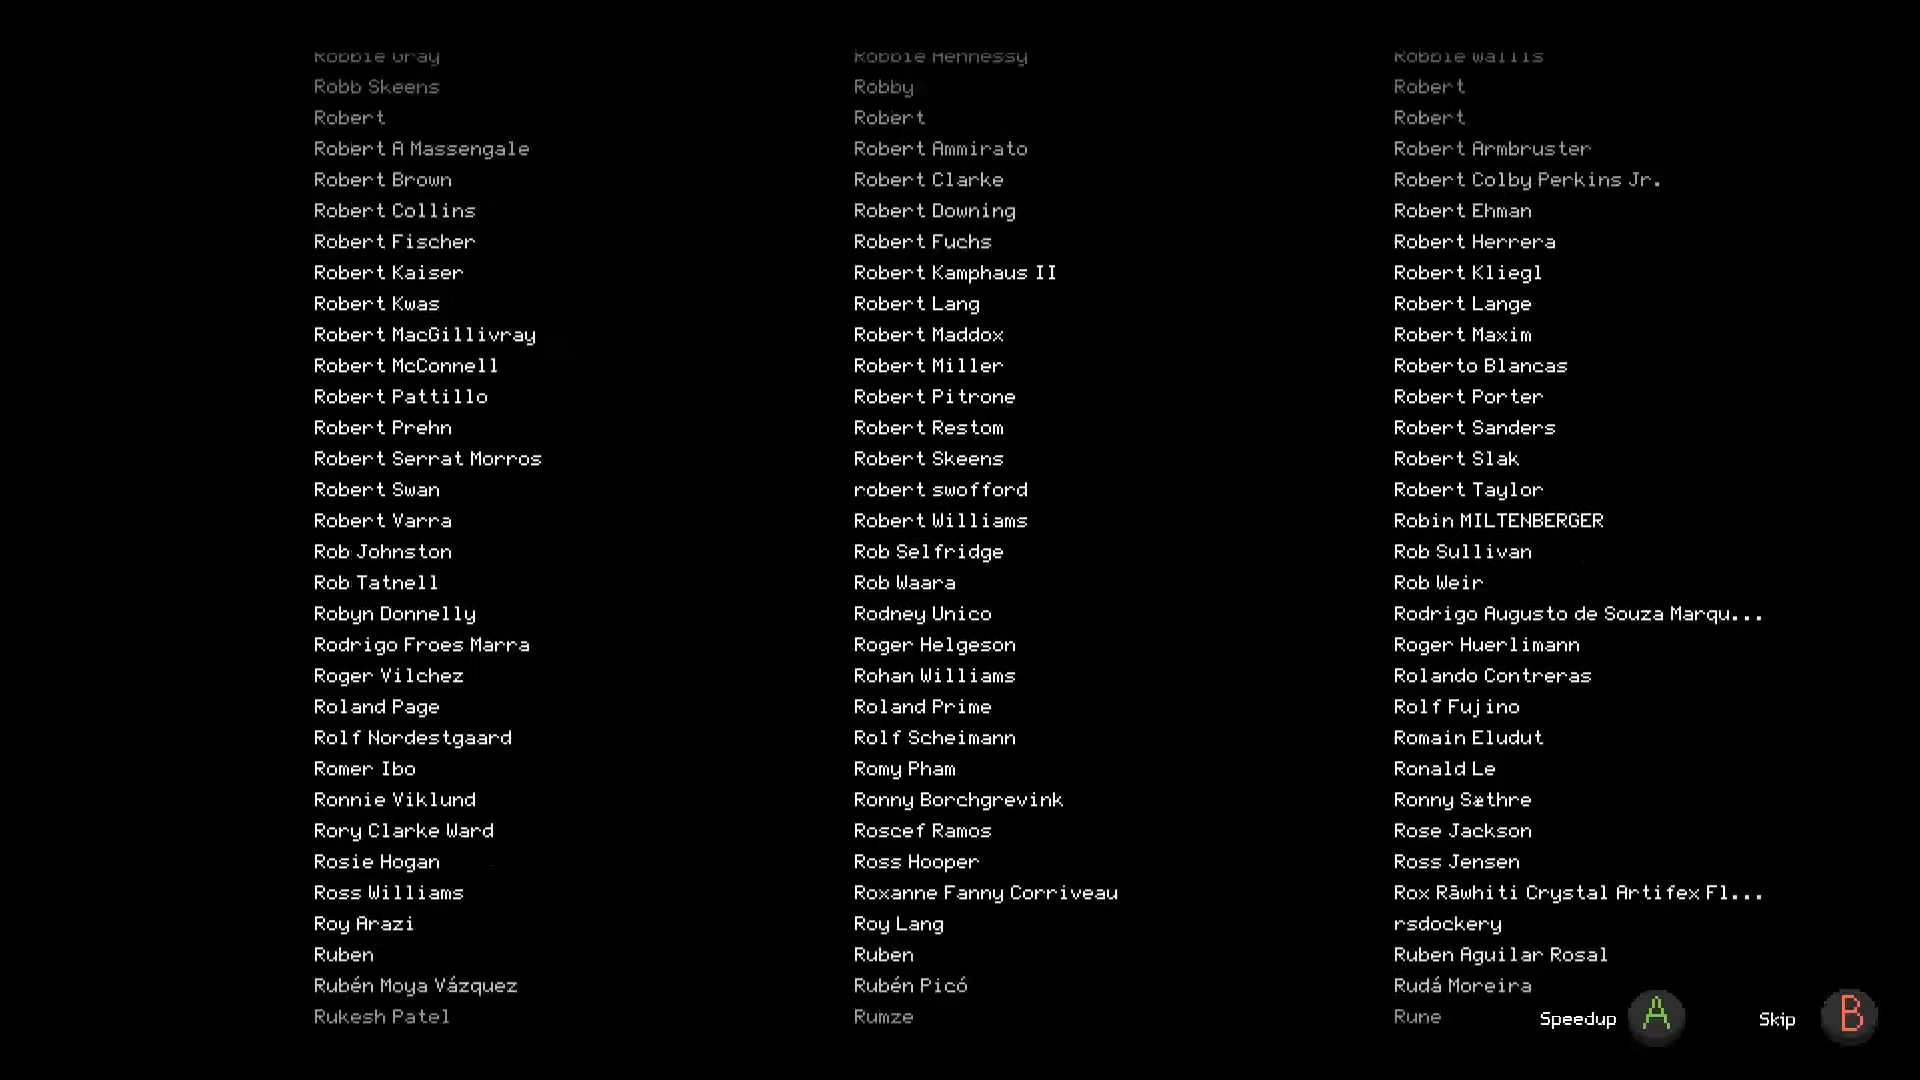 Robbie Gray Robbie Hennessy Robbie Wallis
Robb Skeens Robby Robert
Robert Robert Robert
Robert A Massengale Robert Ammirato Robert Armbruster
Robert Brown Robert Clarke Robert Colby Perkins Jr.
Robert Collins Robert Downing Robert Ehman
Robert Fischer Robert Fuchs Robert Herrera
Robert Kaiser Robert Kamphaus II Robert Kliegl
Robert Kwas Robert Lang Robert Lange
Robert MacGillivray Robert Maddox Robert Maxim
Robert McConnell Robert Miller Roberto Blancas
Robert Pattillo Robert Pitrone Robert Porter
Robert Prehn Robert Restom Robert Sanders
Robert Serrat Morros Robert Skeens Robert Slak
Robert Swan robert swofford Robert Taylor
Robert Varra Robert Williams Robin MILTENBERGER
Rob Johnston Rob Selfridge Rob Sullivan
Rob Tatnell Rob Waara Rob Weir
Robyn Donnelly Rodney Unico Rodrigo Augusto de Souza Marqu...
Rodrigo Froes Marra Roger Helgeson Roger Huerlimann
Roger Vilchez Rohan Williams Rolando Contreras
Roland Page Roland Prime Rolf Fujino
Rolf Nordestgaard Rolf Scheimann Romain Eludut
Romer Ibo Romy Pham Ronald Le
Ronnie Viklund Ronny Borchgrevink Ronny Sæthre
Rory Clarke Ward Roscef Ramos Rose Jackson
Rosie Hogan Ross Hooper Ross Jensen
Ross Williams Roxanne Fanny Corriveau Rox Rāwhiti Crystal Artifex Fl...
Roy Arazi Roy Lang rsdockery
Ruben Ruben Ruben Aguilar Rosal
Rubén Moya Vázquez Rubén Picó Rudá Moreira
Rukesh Patel Rumze Rune
Speedup A Skip B